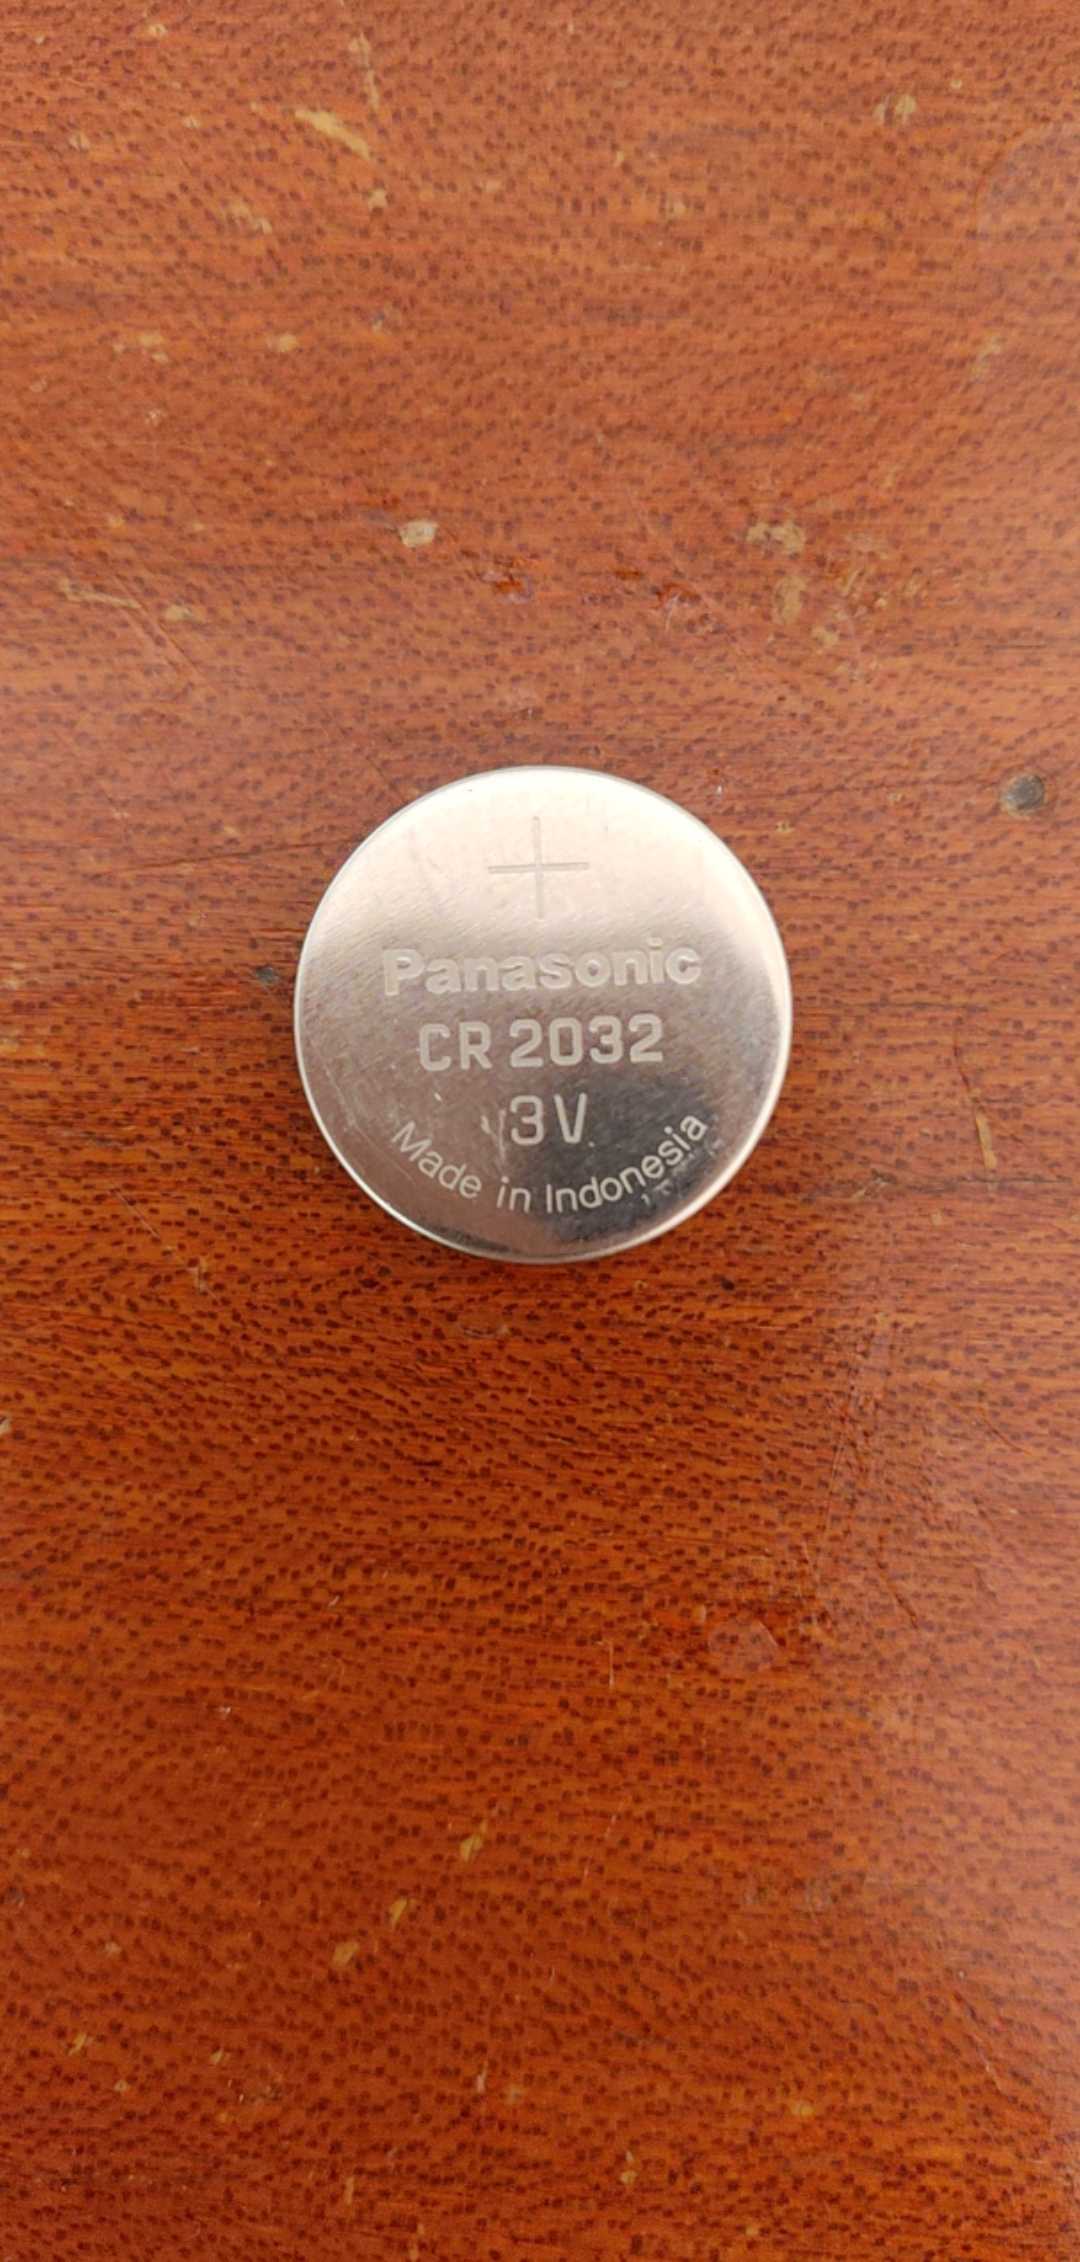 +
Panasonic
CR 2032
3V
Made in Indonesia